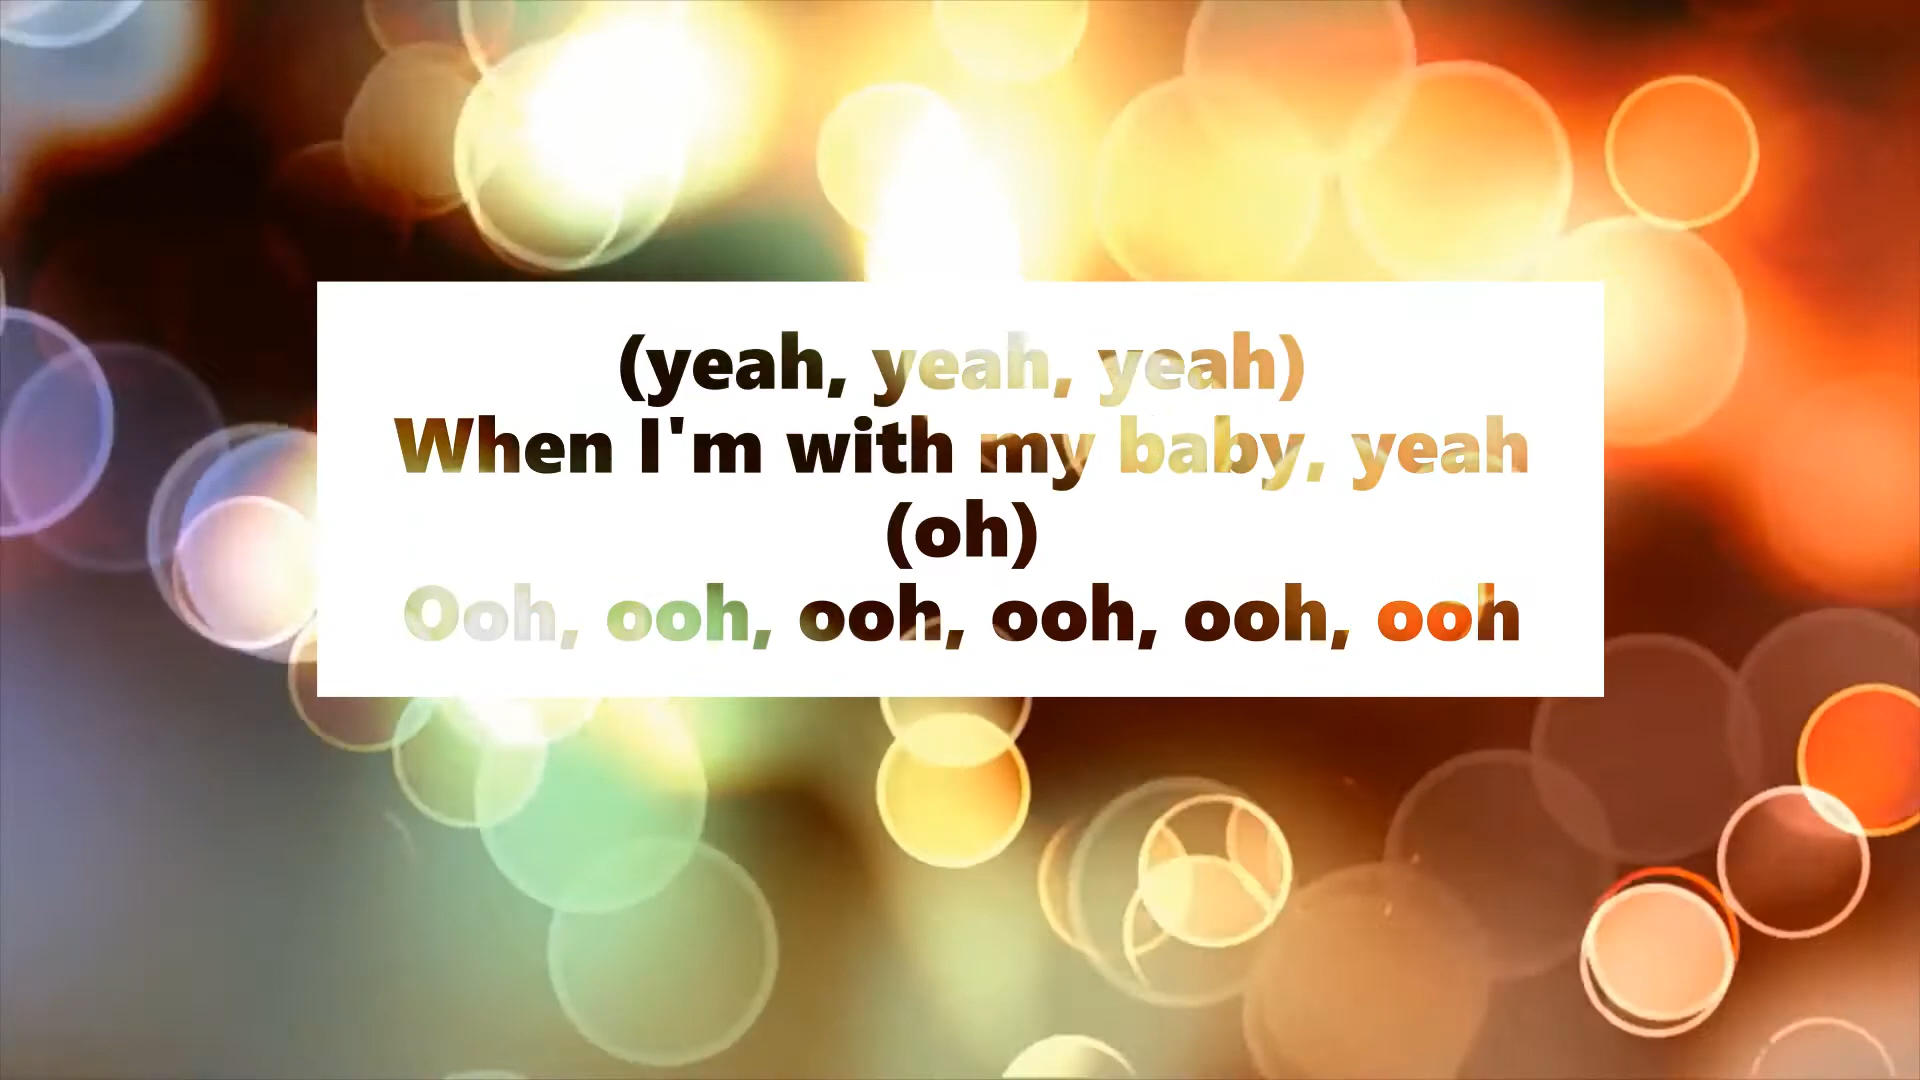 (yeah, yeah, yeah)
When I'm with my baby, yeah
(oh)
Ooh, ooh, ooh, ooh, ooh, ooh